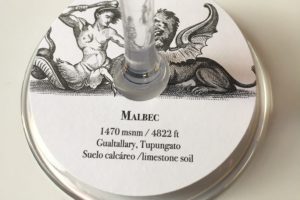 Malbec
1470 msnm / 4822 ft
Gualtallary, Tupungato
Suelo calcáreo /limestone soil